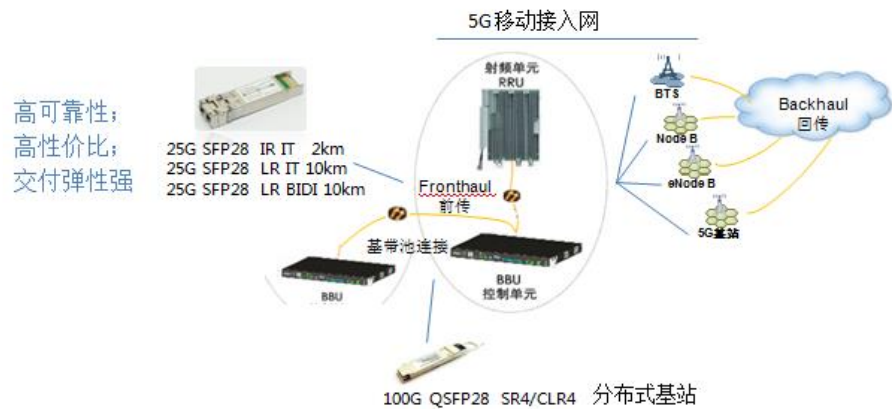 5G移动接入网
射频单元
RRU
高可靠性；
高性价比；
交付弹性强
25G SFP28 IR IT 2km
25G SFP28 LR IT 10km
25G SFP28 LR BIDI 10km
Fronthaul
前传
基带池连接
BBU
BBU
控制单元
BTS
Node B
eNode B
5G基站
Backhaul
回传
100G QSFP28 SR4/CLR4 分布式基站